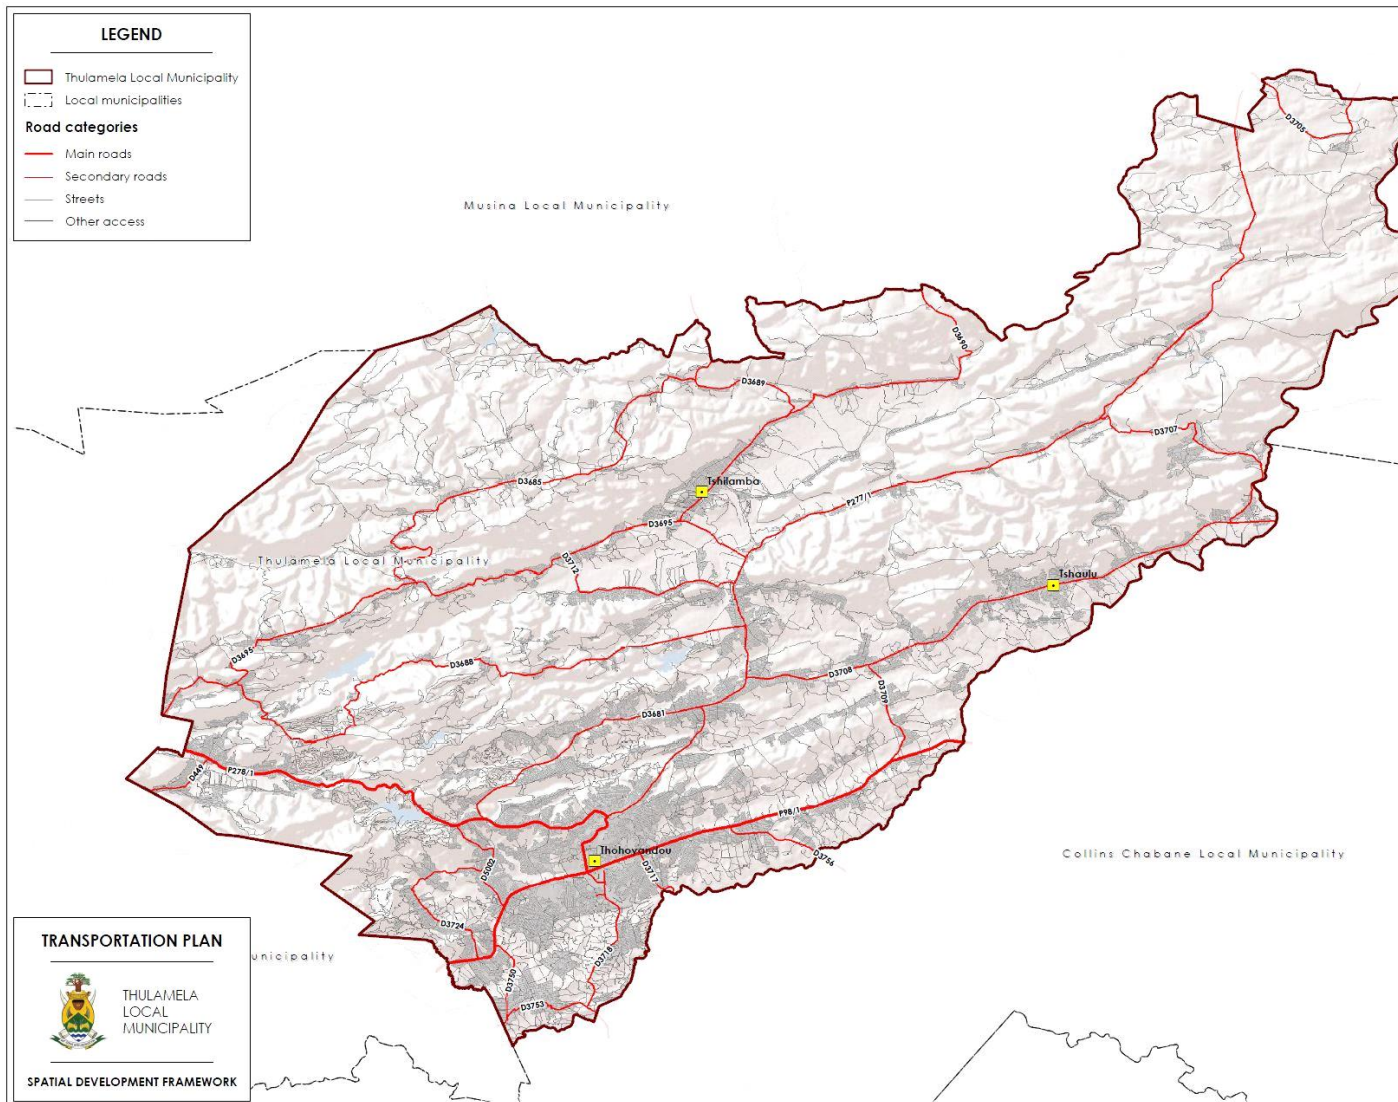 LEGEND
Thulamela Local Municipality
Local municipalities
Road categories
Main roads
Secondary roads
Streets
Other access
Musina Local Municipality
D3705
D3690
D3689
D3707
D3685
Tshilamba
P277/1
D3695
Thulamela Local Municipality
D3712
Tshaulu
D3695
D3688
D3708
D3709
D3681
D449
P278/1
P98/1
Thohoyandou
D3756
Collins Chabane Local Municipality
D5002
D3717
D3724
unicipality
D3718
D3750
D3753
TRANSPORTATION PLAN
THULAMELA
LOCAL
MUNICIPALITY
SPATIAL DEVELOPMENT FRAMEWORK